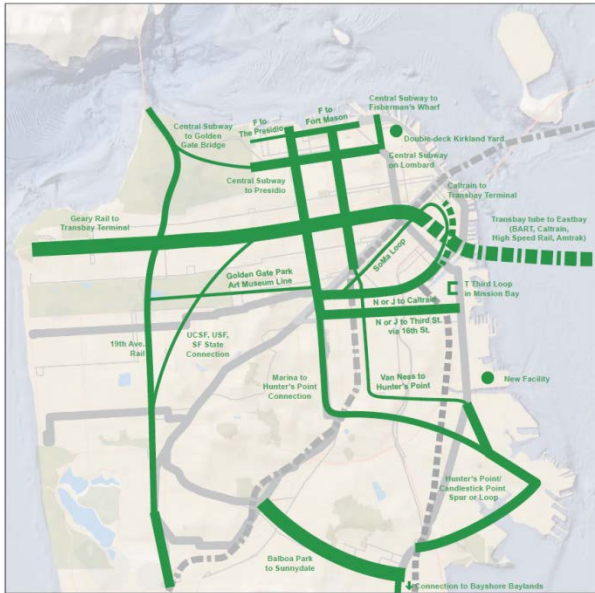 Central Subway to
Fisherman's Wharf
F to
The Presidio
F to
Fort Mason
Central Subway
to Golden
Gate Bridge
Double-deck Kirkland Yard
Central Subway
on Lombard
Central Subway
to Presidio
Caltrain to
Transbay Terminal
Geary Rail to
Transbay Terminal
Transbay tube to Eastbay
(BART, Caltrain,
High Speed Rail, Amtrak)
SoMa Loop
Golden Gate Park
Art Museum Line
T Third Loop
in Mission Bay
N or J to Caltrain
N or J to Third St.
via 16th St.
19th Ave.
Rail
UCSF, USF,
SF State
Connection
Marina to
Hunter's Point
Connection
Van Ness to
Hunter's Point
New Facility
Hunter's Point/
Candlestick Point
Spur or Loop
Balboa Park
to Sunnydale
Connection to Bayshore Baylands